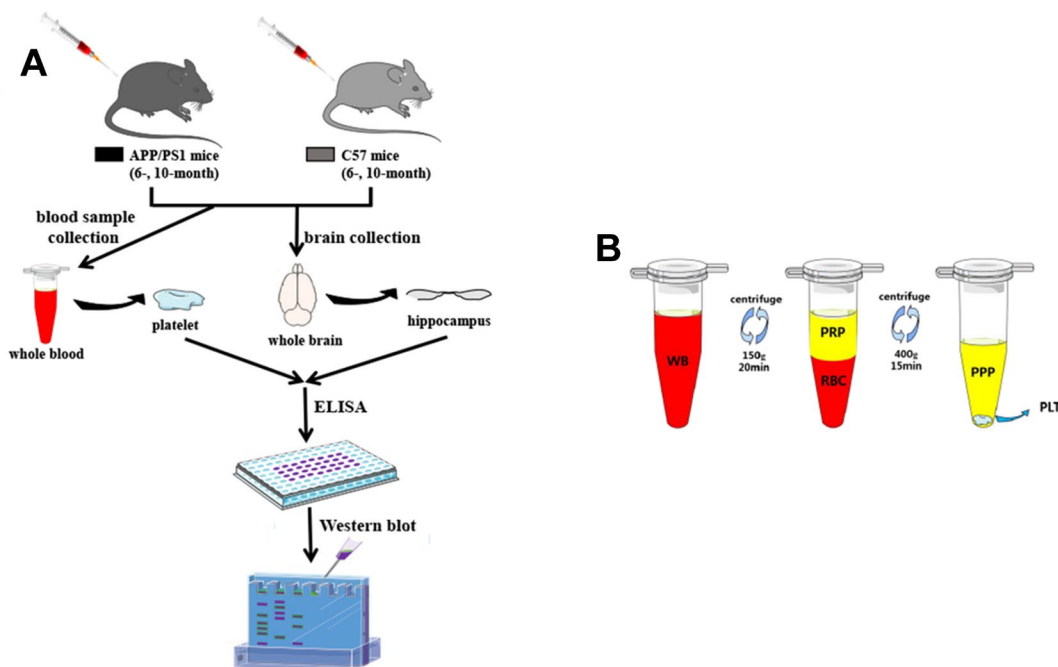 A
APP/PS1 mice
(6-, 10-month)
C57 mice
(6-, 10-month)
blood sample
collection
brain collection
whole blood
platelet
whole brain
hippocampus
ELISA
Western blot
B
WB
centrifuge
150g
20min
PRP
RBC
centrifuge
400g
15min
PPP
PLT